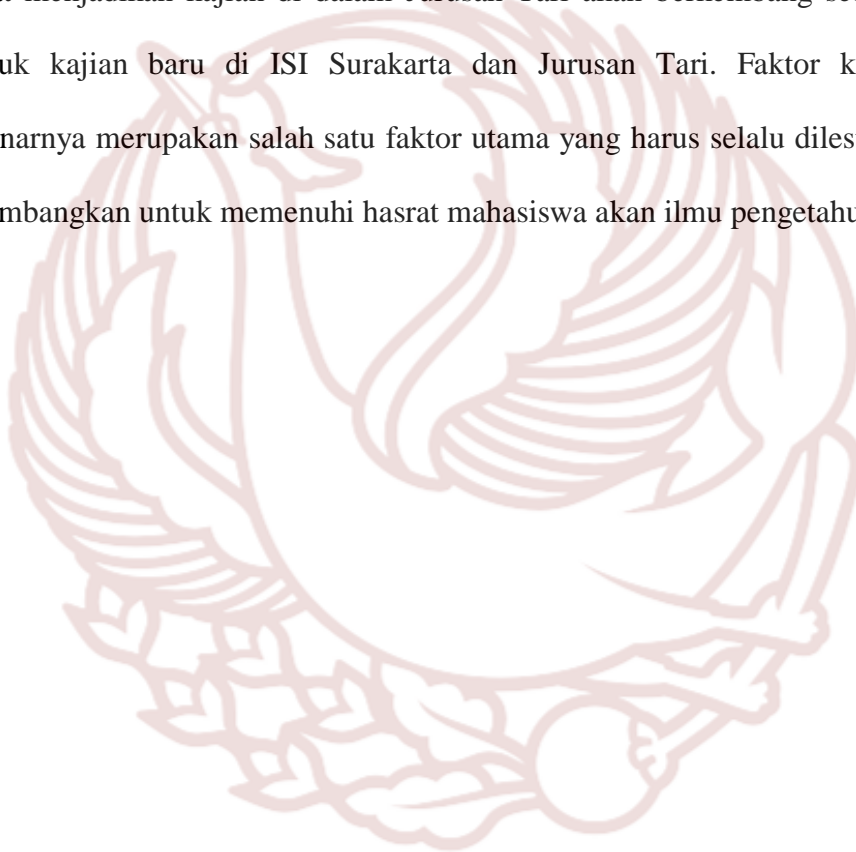 menjadikan kajian di dalam Jurusan Tari akan berkembang
uk kajian baru di ISI Surakarta dan Jurusan Tari. Faktor k
narnya merupakan salah satu faktor utama yang harus selalu diles
mbangkan untuk memenuhi hasrat mahasiswa akan ilmu pengetahu